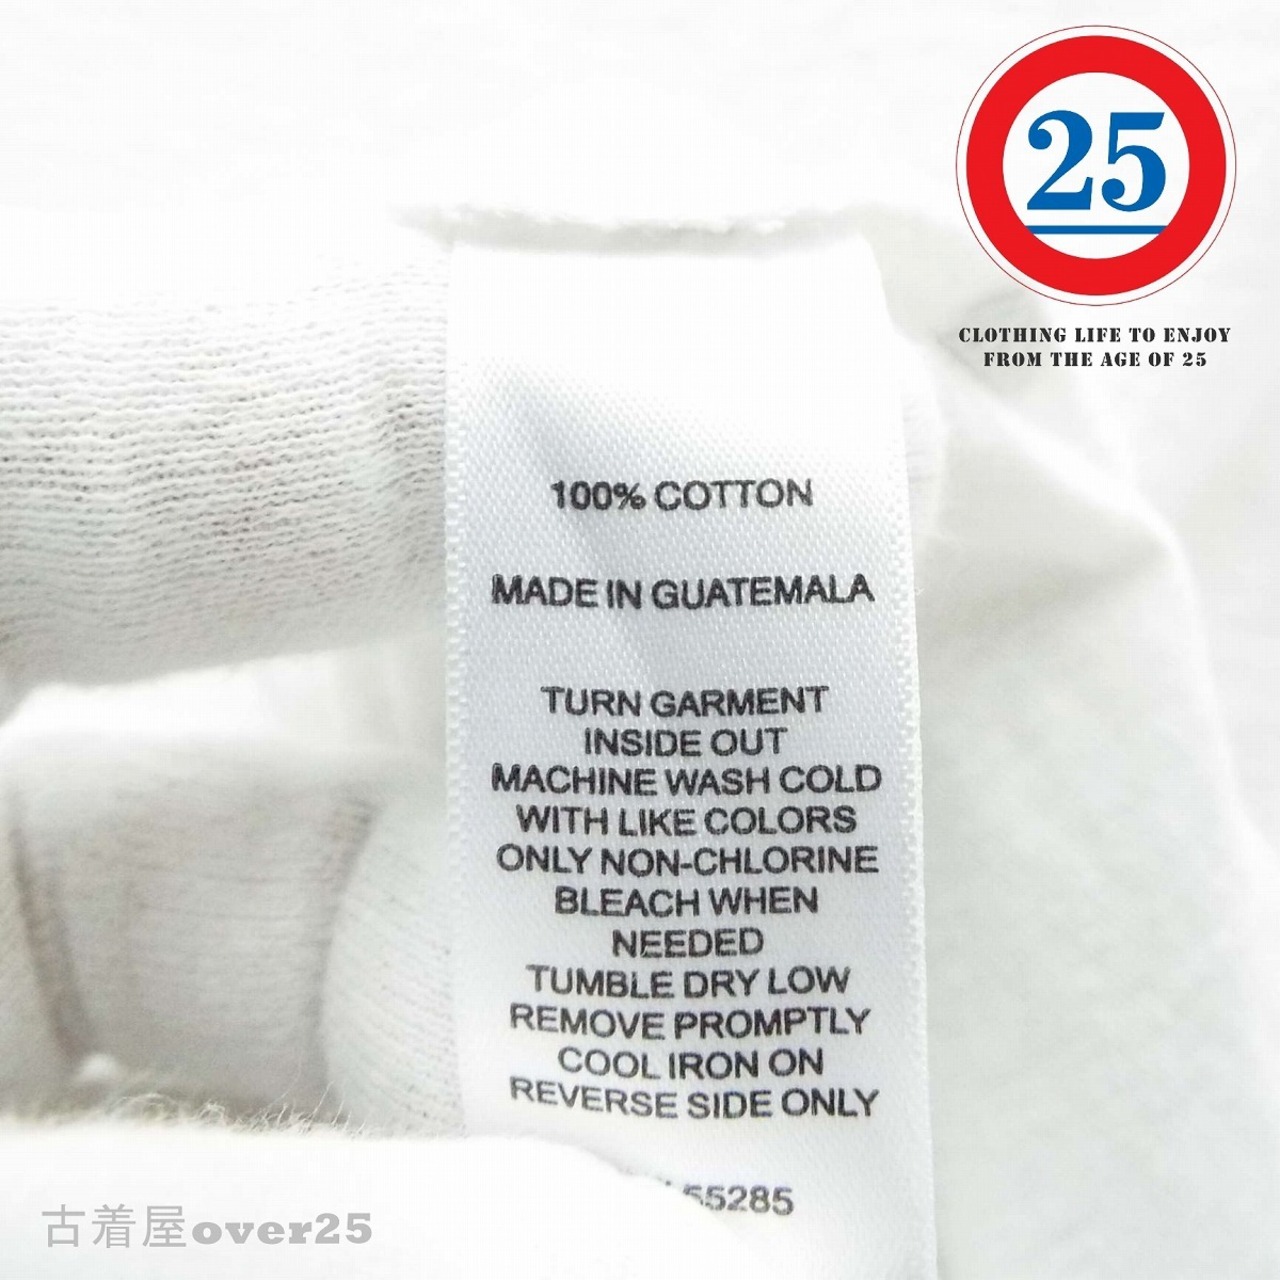 25
CLOTHING LIFE TO ENJOY
FROM THE AGE OF 25
100% COTTON
MADE IN GUATEMALA
TURN GARMENT
INSIDE OUT
MACHINE WASH COLD
WITH LIKE COLORS
ONLY NON-CHLORINE
BLEACH WHEN
NEEDED
TUMBLE DRY LOW
REMOVE PROMPTLY
COOL IRON ON
REVERSE SIDE ONLY
55285
古着屋over25